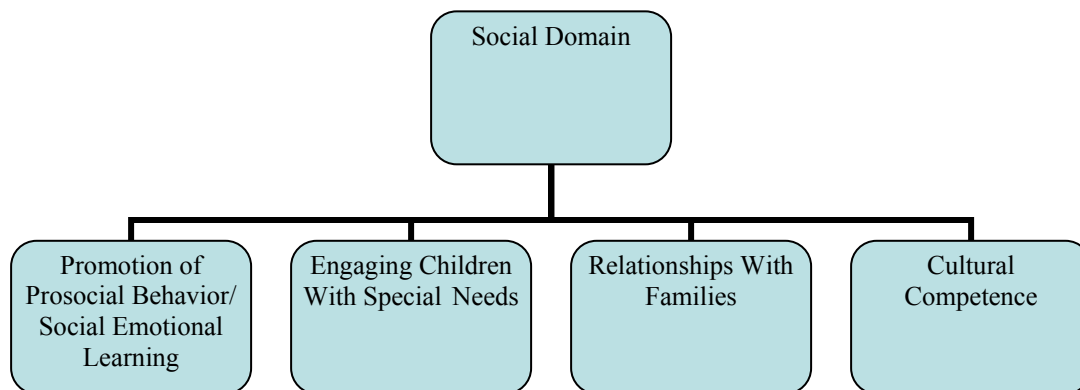 Social Domain
Promotion of
Prosocial Behavior/
Social Emotional
Learning
Engaging Children
With Special Needs
Relationships With
Families
Cultural
Competence